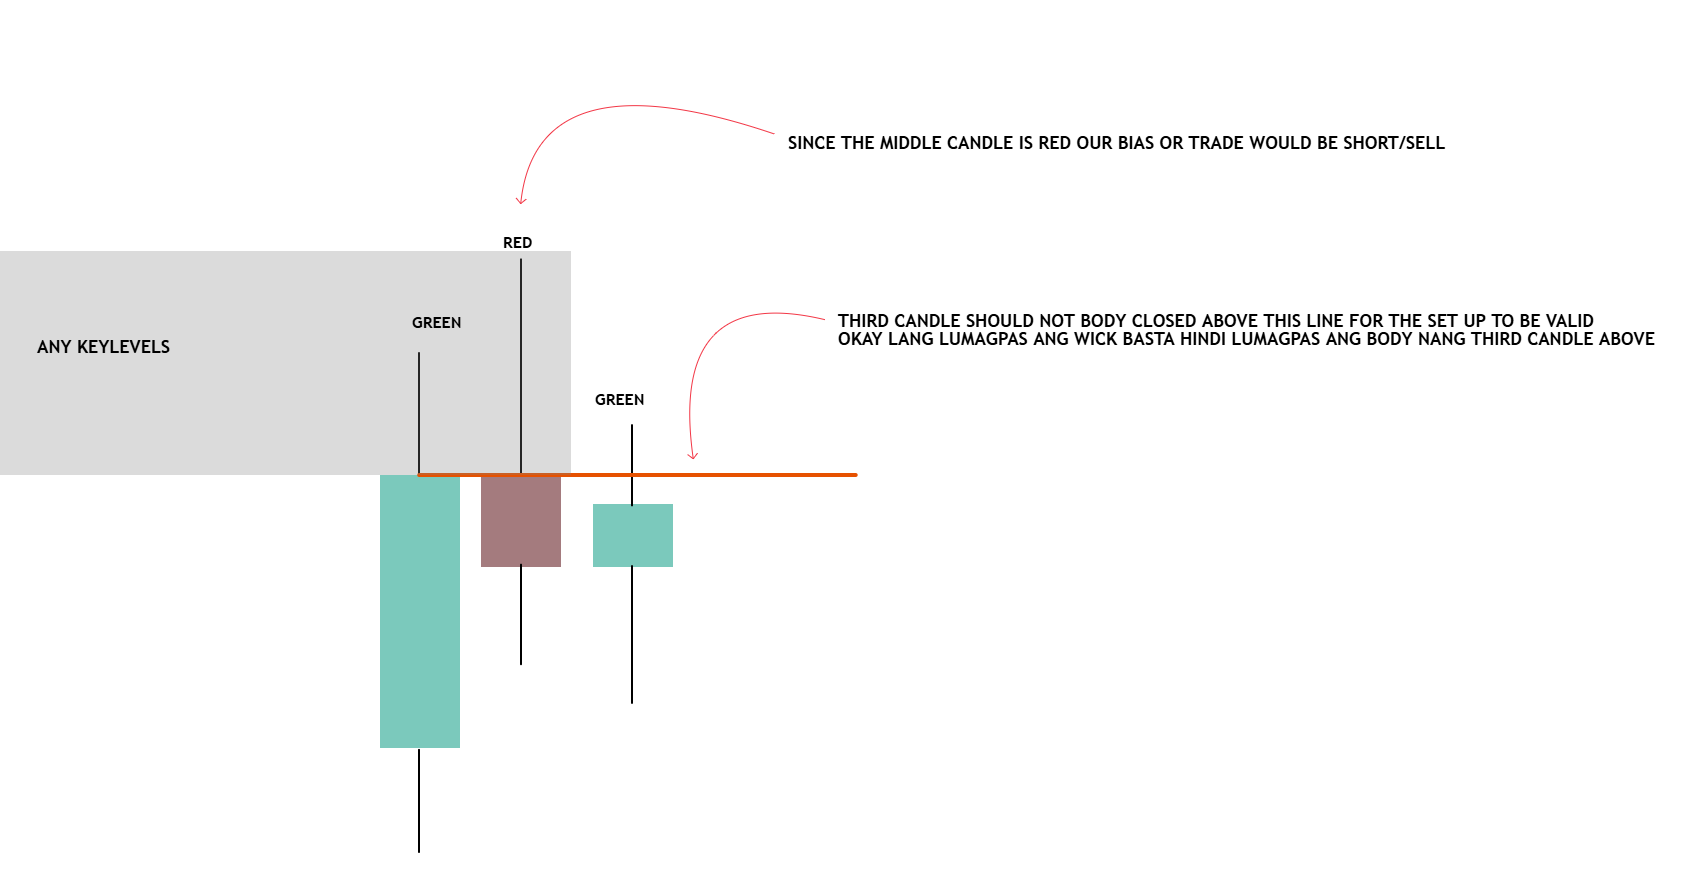 SINCE THE MIDDLE CANDLE IS RED OUR BIAS OR TRADE WOULD BE SHORT/SELL
RED
GREEN
ANY KEYLEVELS
THIRD CANDLE SHOULD NOT BODY CLOSED ABOVE THIS LINE FOR THE SET UP TO BE VALID
OKAY LANG LUMAGPAS ANG WICK BASTA HINDI LUMAGPAS ANG BODY NANG THIRD CANDLE ABOVE
GREEN